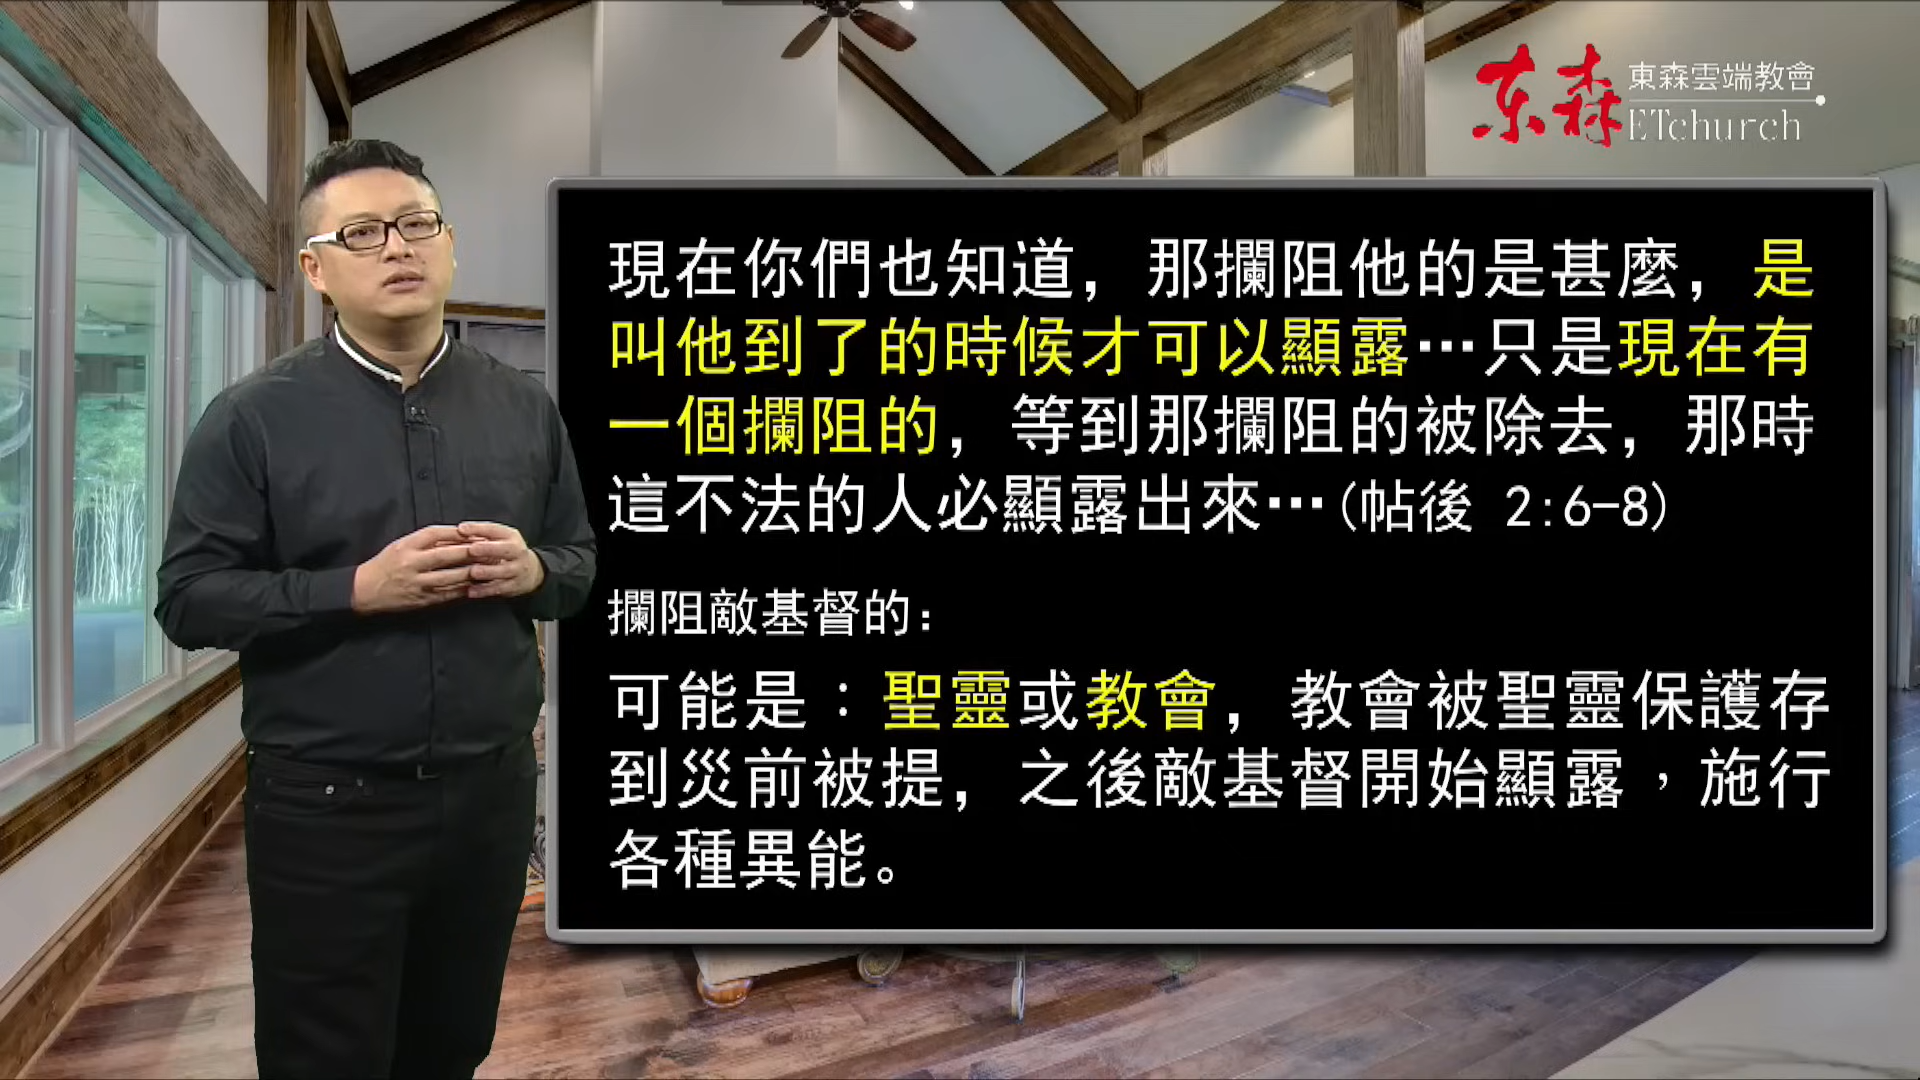 东森
東森雲端教會
ETchurch
現在你們也知道，那攔阻他的是甚麼，是
叫他到了的時候才可以顯露…只是現在有
一個攔阻的，等到那攔阻的被除去，那時
這不法的人必顯露出來…(帖後 2:6-8)
攔阻敵基督的：
可能是：聖靈或教會，教會被聖靈保護存
到災前被提，之後敵基督開始顯露，施行
各種異能。